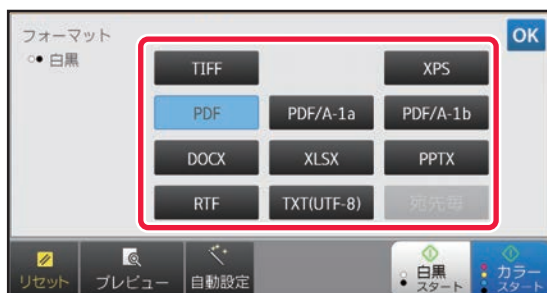 フォーマット
OK
白黒
TIFF
XPS
PDF
PDF/A-1a
PDF/A-1b
DOCX
XLSX
PPTX
RTF
TXT(UTF-8)
宛先毎
リセット
プレビュー
自動設定
白黒
スタート
カラー
スタート